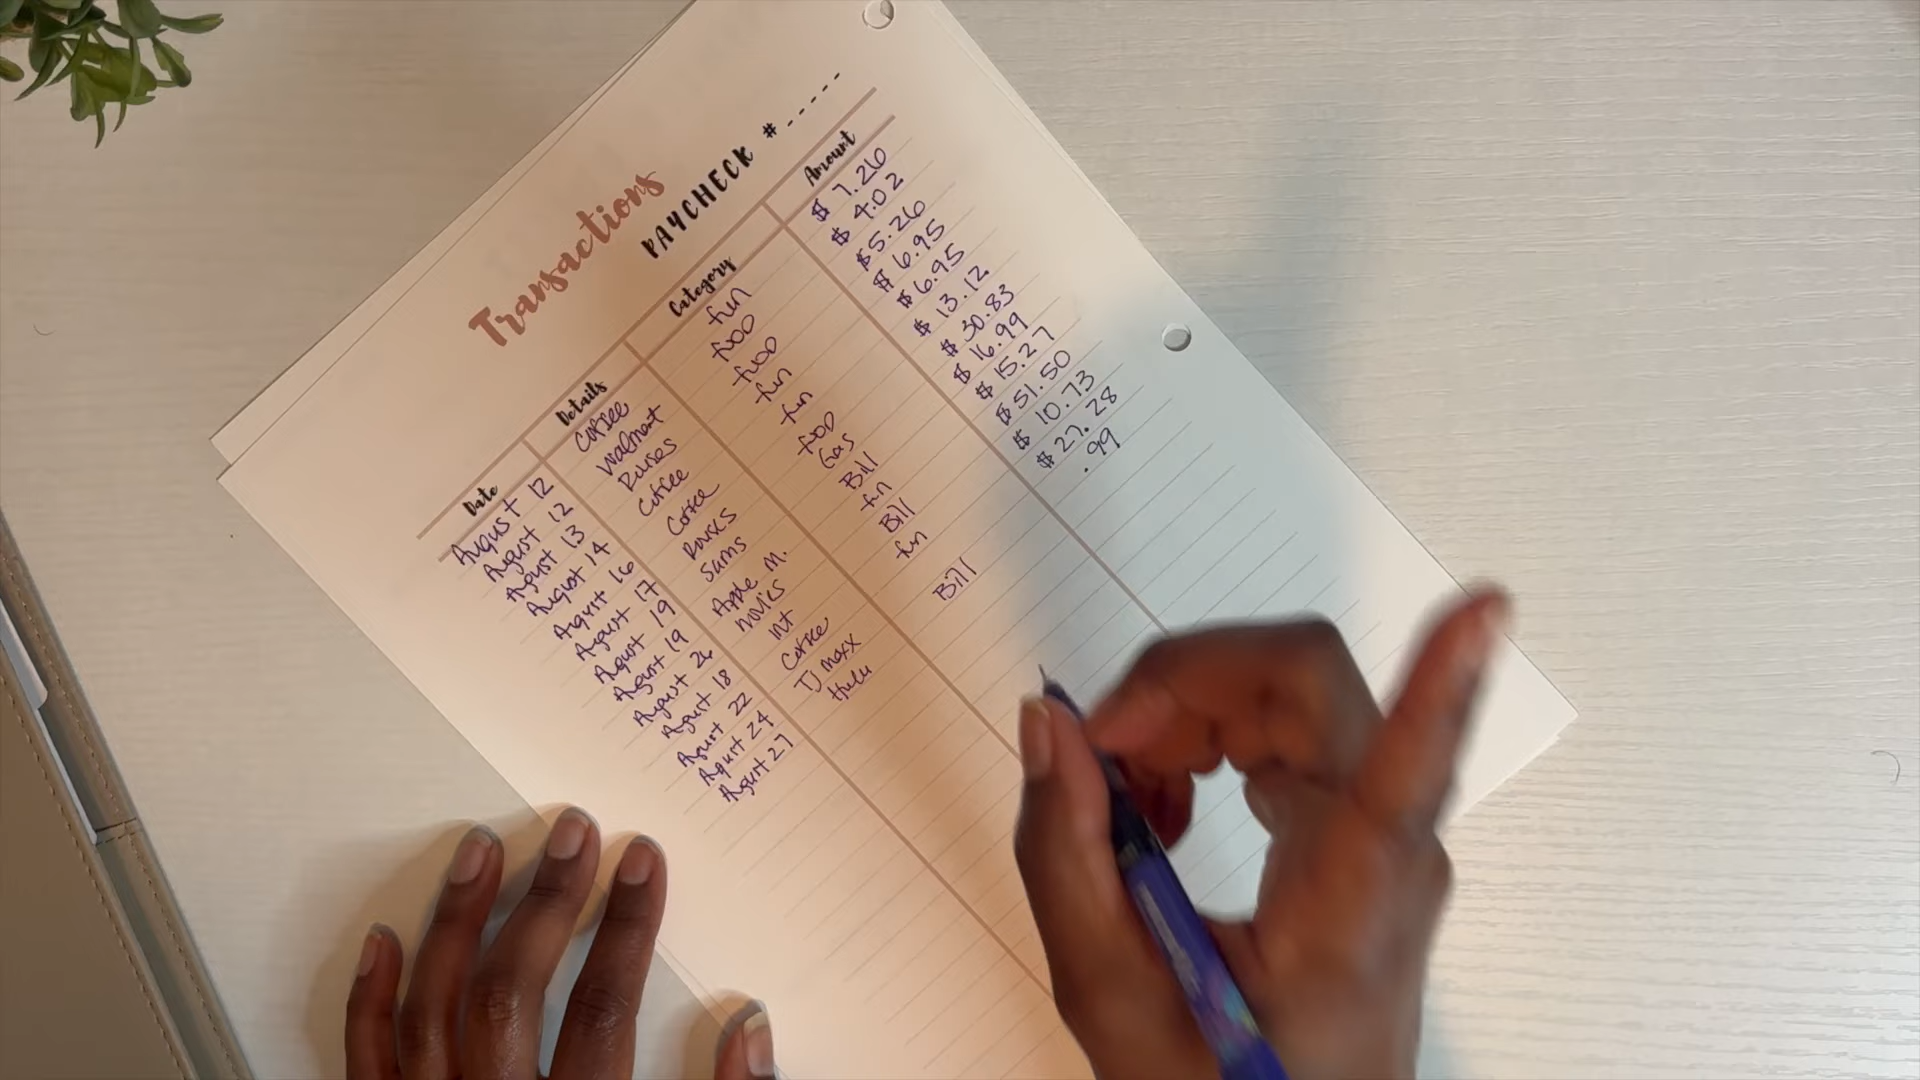 Transactions
PAYCHECK # -----
Date Details Category Amount
August 12 Coffee fun $ 7.26
August 12 Walmart food $ 4.02
August 13 Rouses food $5.26
August 14 Coffee fun $ 6.95
August 16 Coffee fun $6.95
August 17 Rouses food $ 13.12
August 19 Sams Gas $ 30.83
August 19 Apple M. Bill $ 16.99
August 26 Movies fun $ 15.27
August 18 Int Bill $51.50
August 22 Coffee fun $ 10.73
August 24 TJ maxx $ 27.28
August 27 Hulu Bill .99